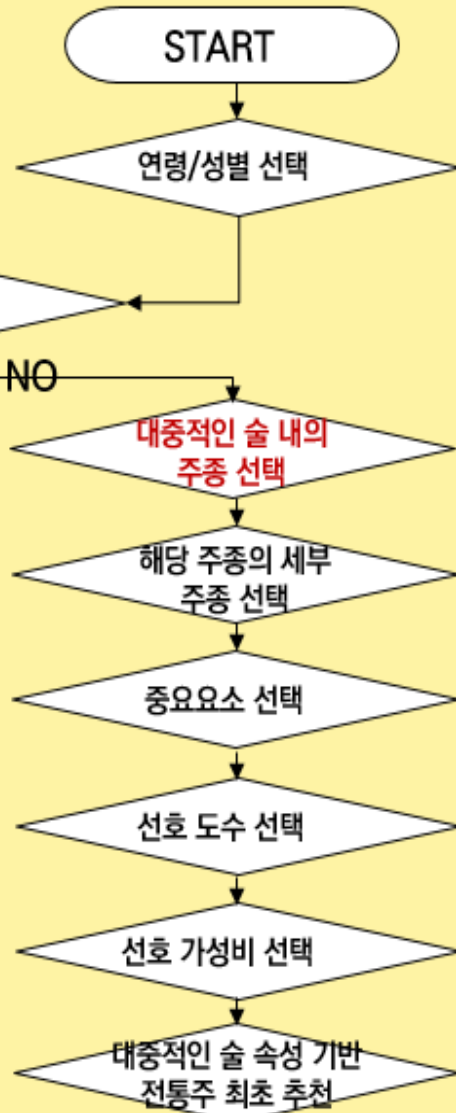 START
연령/성별 선택
NO
대중적인 술 내의
주종 선택
해당 주종의 세부
주종 선택
중요요소 선택
선호 도수 선택
선호 가성비 선택
대중적인 술 속성 기반
전통주 최초 추천